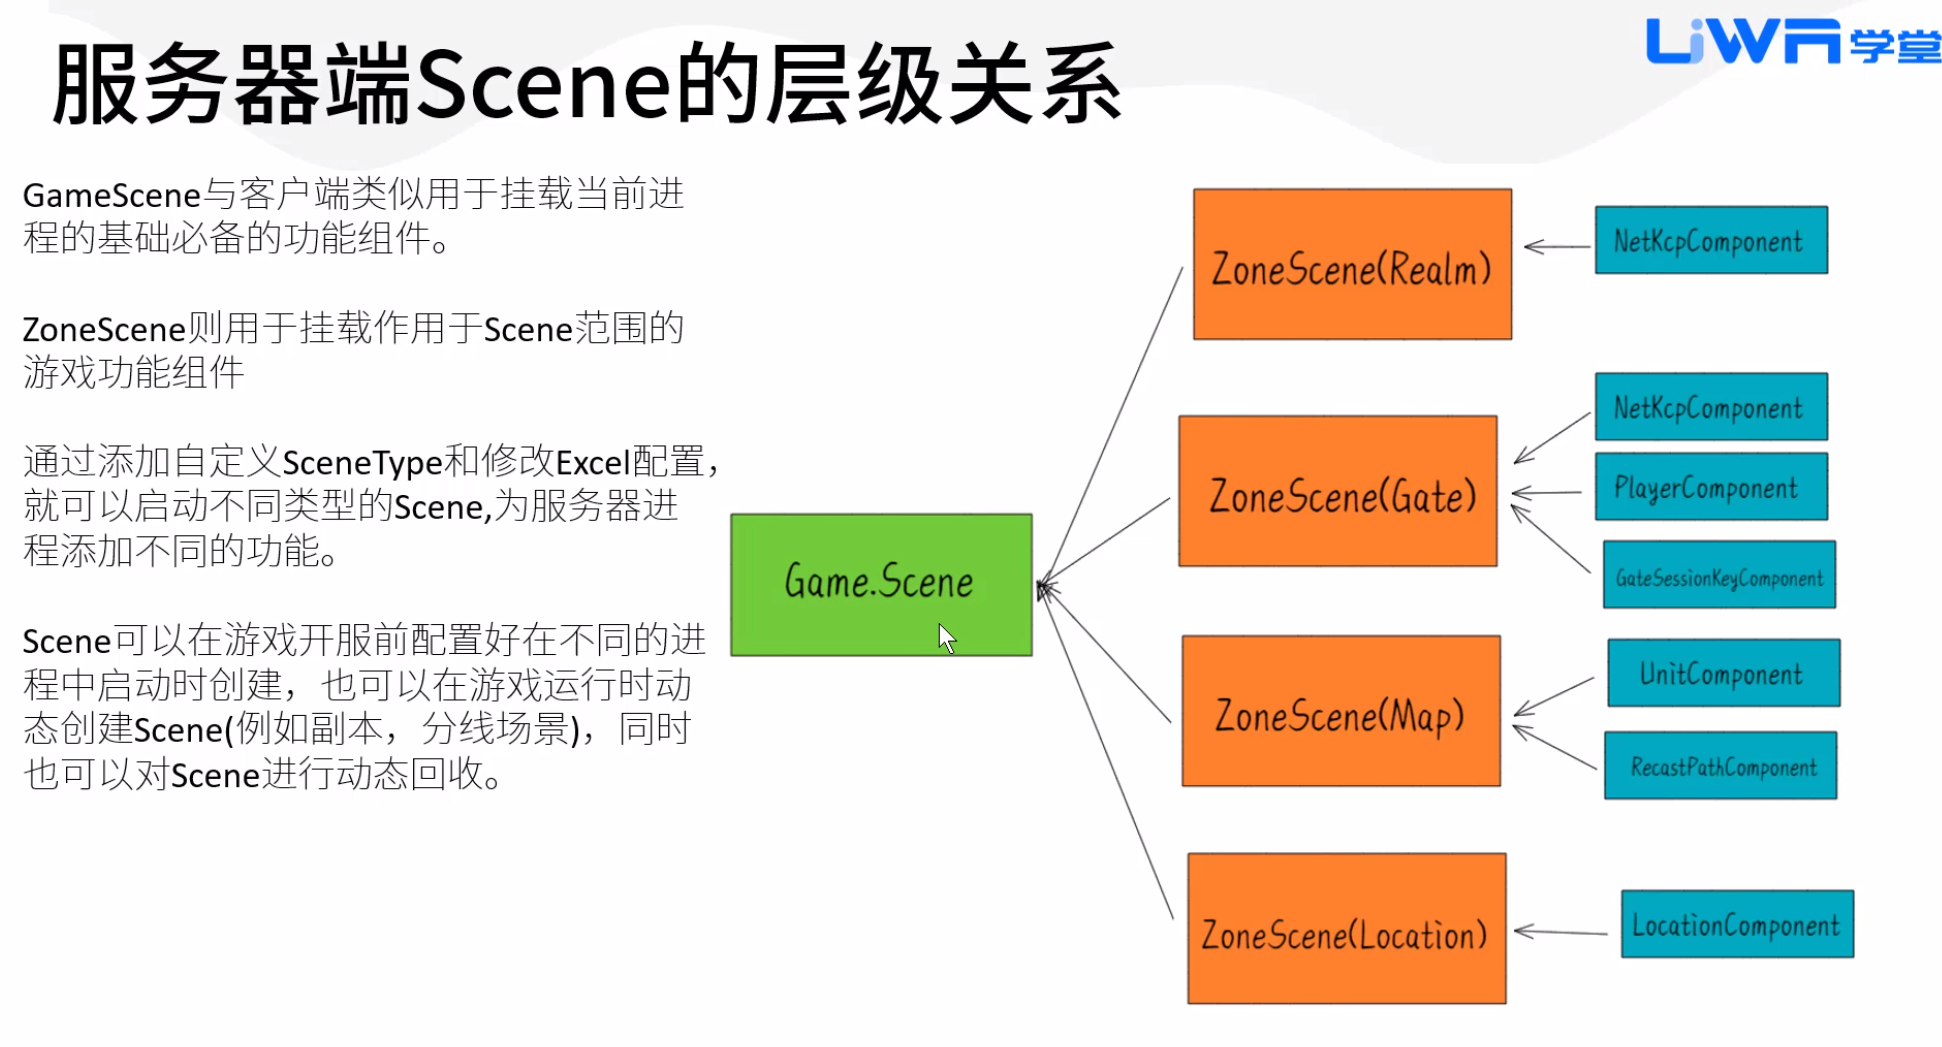 服务器端Scene的层级关系
LiWA学堂
GameScene与客户端类似用于挂载当前进
程的基础必备的功能组件。
ZoneScene则用于挂载作用于Scene范围的
游戏功能组件
通过添加自定义SceneType和修改Excel配置，
就可以启动不同类型的Scene,为服务器进
程添加不同的功能。
Scene可以在游戏开服前配置好在不同的进
程中启动时创建，也可以在游戏运行时动
态创建Scene(例如副本，分线场景)，同时
也可以对Scene进行动态回收。
Game.Scene
ZoneScene(Realm)
NetKcpComponent
ZoneScene(Gate)
NetKcpComponent
PlayerComponent
GateSessionKeyComponent
ZoneScene(Map)
UnitComponent
RecastPathComponent
ZoneScene(Location)
LocationComponent